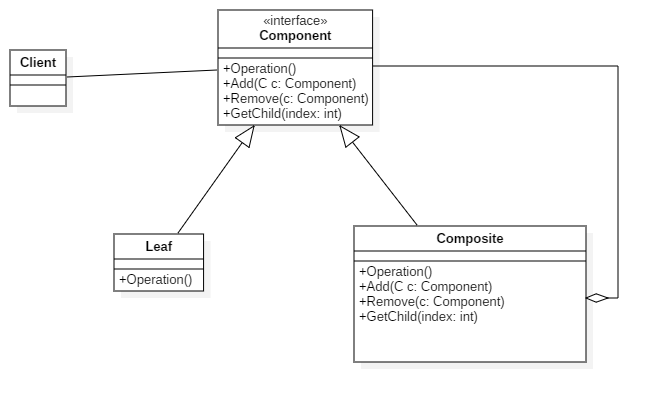 «interface»
Component
+Operation()
+Add(C c: Component)
+Remove(c: Component)
+GetChild(index: int)
Client
Leaf
+Operation()
Composite
+Operation()
+Add(C c: Component)
+Remove(c: Component)
+GetChild(index: int)